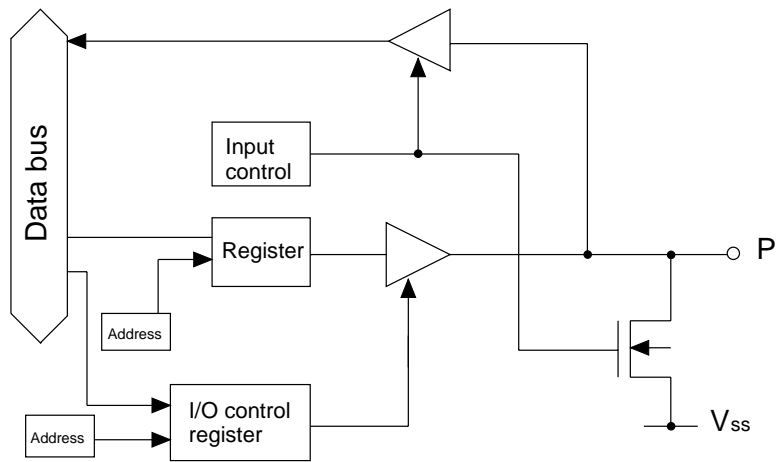 Data bus
Input
control
Register
P
Address
I/O control
register
Address
Vss